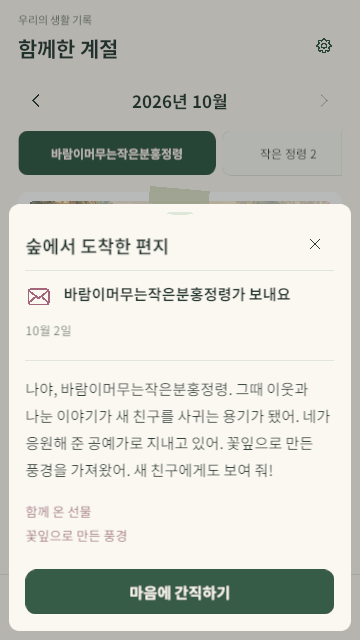 우리의 생활 기록
함께한 계절
2026년 10월
바람이머무는작은분홍정령
작은 정령 2
숲에서 도착한 편지
바람이머무는작은분홍정령가 보내요
10월 2일
나야, 바람이머무는작은분홍정령. 그때 이웃과
나눈 이야기가 새 친구를 사귀는 용기가 됐어. 네가
응원해 준 공예가로 지내고 있어. 꽃잎으로 만든
풍경을 가져왔어. 새 친구에게도 보여 줘!
함께 온 선물
꽃잎으로 만든 풍경
마음에 간직하기